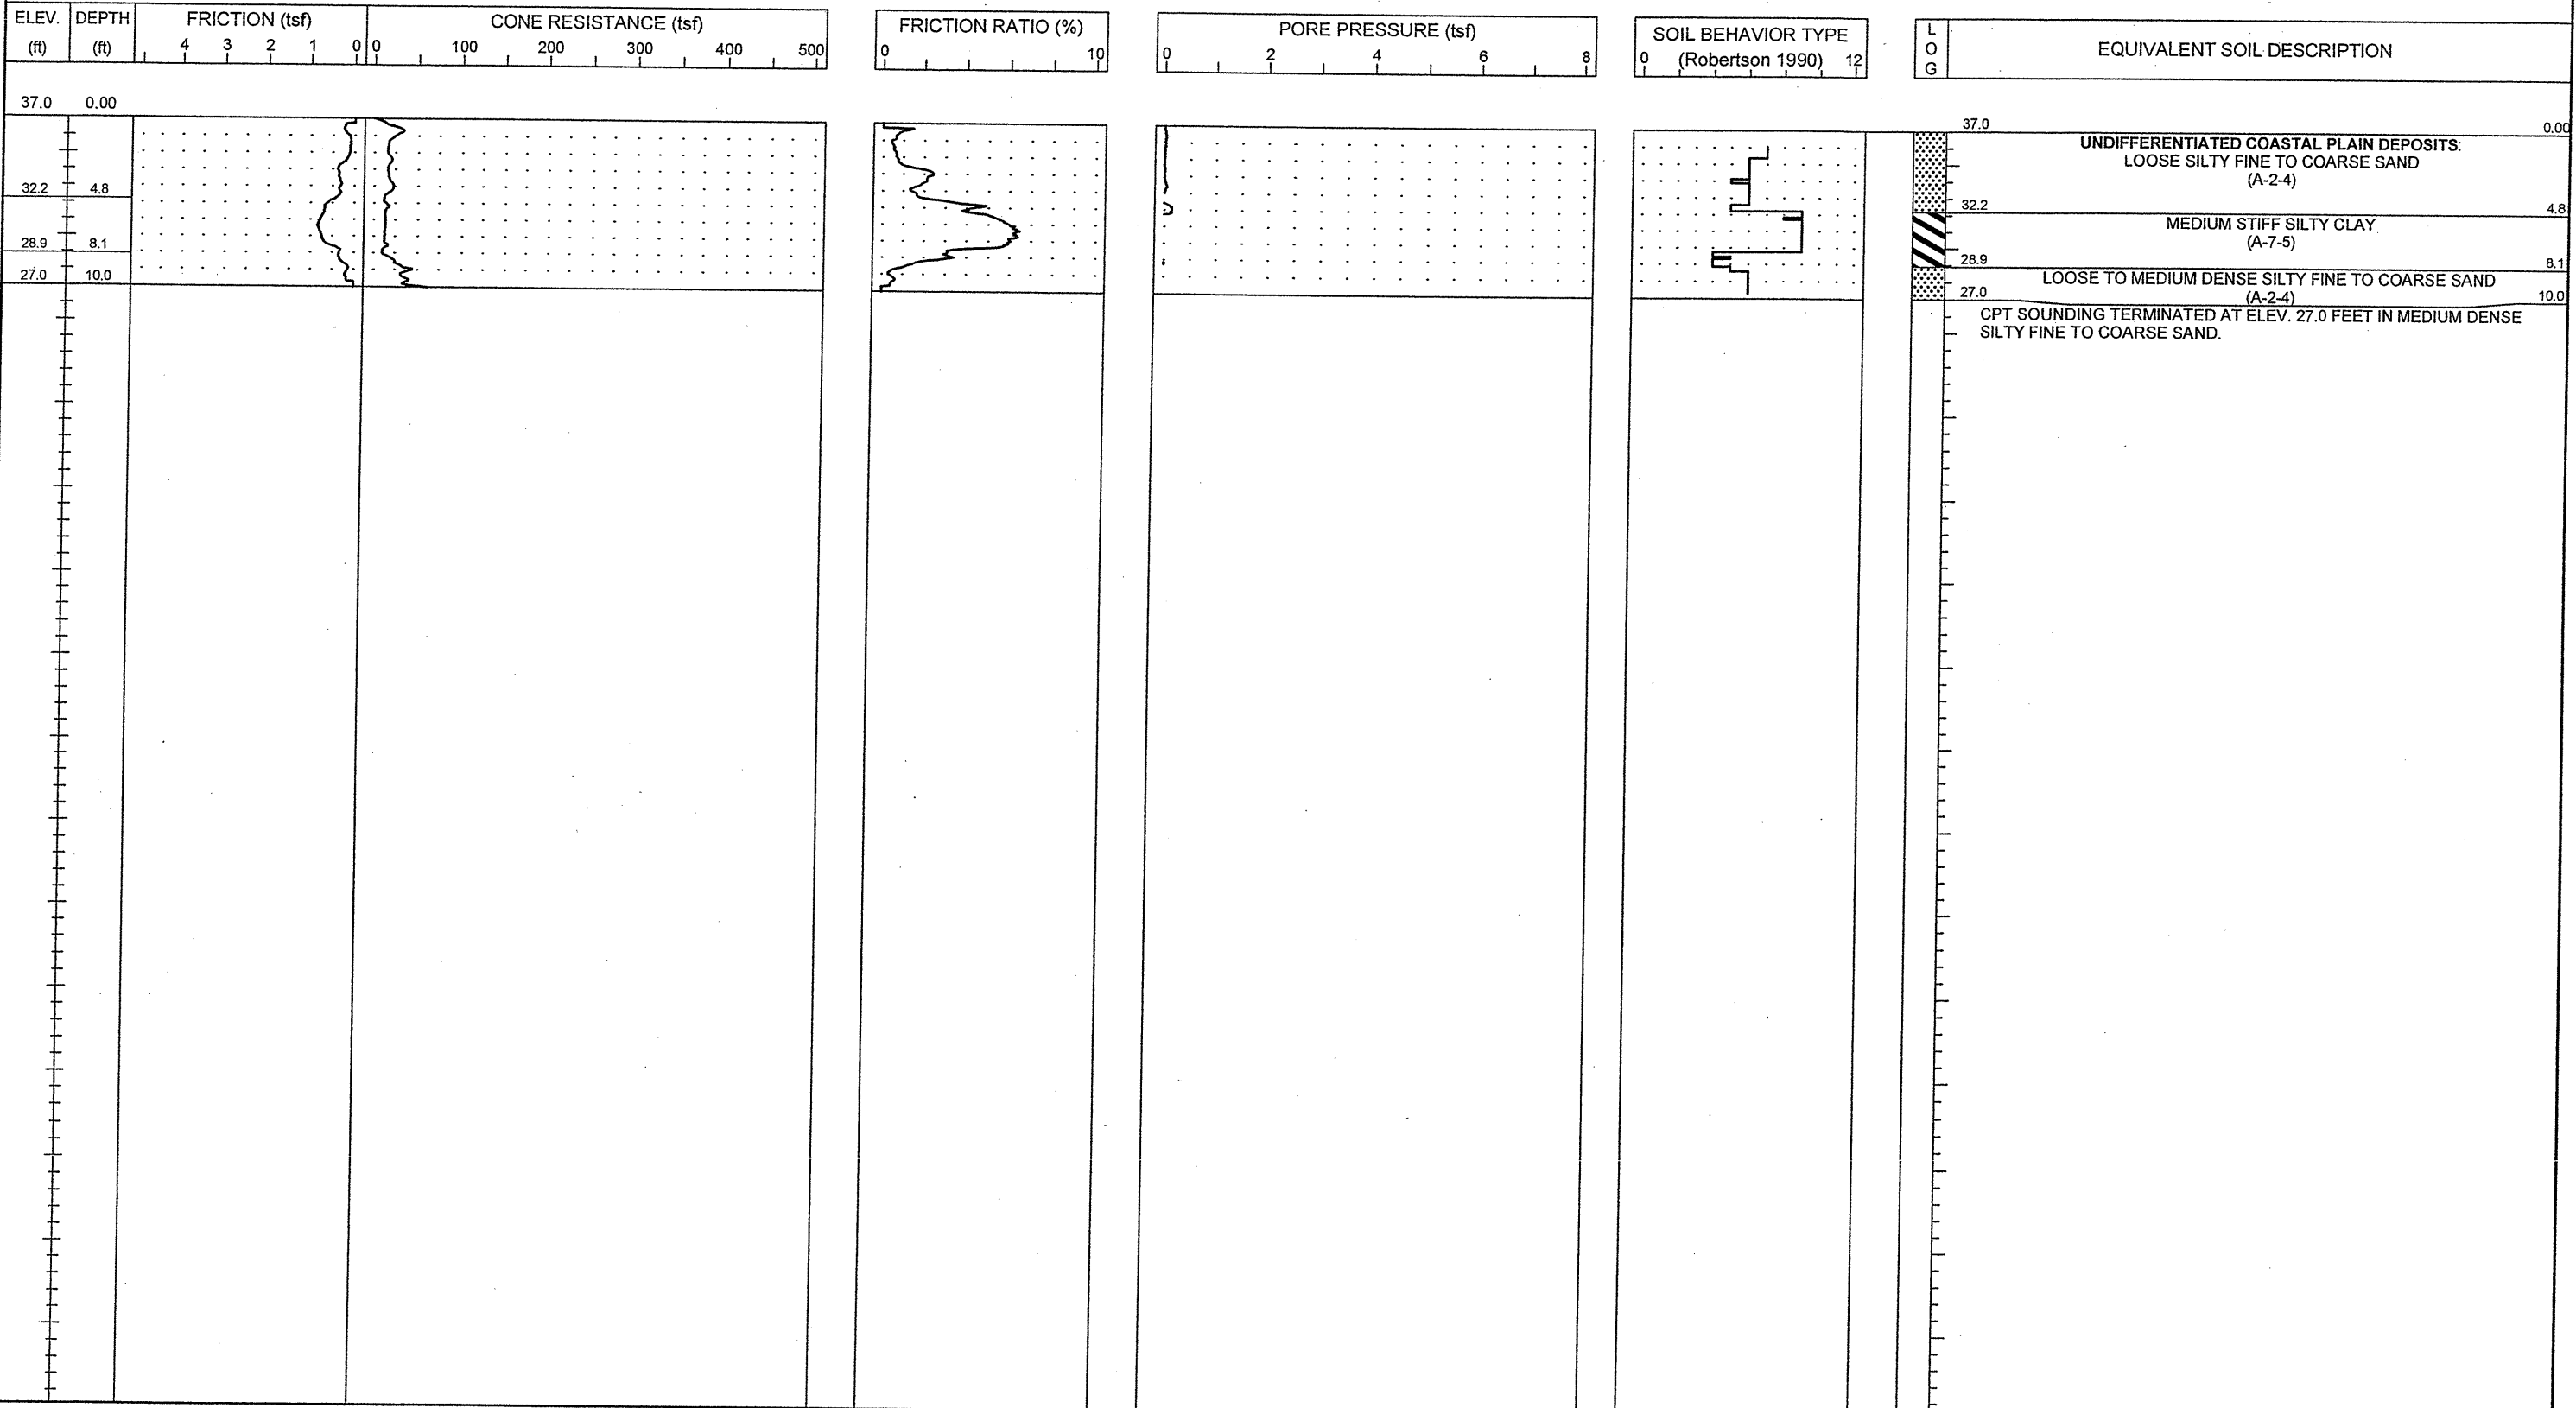 ELEV. DEPTH FRICTION (tsf) CONE RESISTANCE (tsf) FRICTION RATIO (%) PORE PRESSURE (tsf) SOIL BEHAVIOR TYPE LOG EQUIVALENT SOIL DESCRIPTION
(ft) (ft) 4 3 2 1 0 0 100 200 300 400 500 0 10 0 2 4 6 8 0 (Robertson 1990) 12
37.0 0.00
37.0 0.00
UNDIFFERENTIATED COASTAL PLAIN DEPOSITS:
LOOSE SILTY FINE TO COARSE SAND
(A-2-4)
32.2 4.8
32.2 4.8
MEDIUM STIFF SILTY CLAY
(A-7-5)
28.9 8.1
28.9 8.1
LOOSE TO MEDIUM DENSE SILTY FINE TO COARSE SAND
27.0 10.0
27.0 (A-2-4) 10.0
CPT SOUNDING TERMINATED AT ELEV. 27.0 FEET IN MEDIUM DENSE
SILTY FINE TO COARSE SAND.